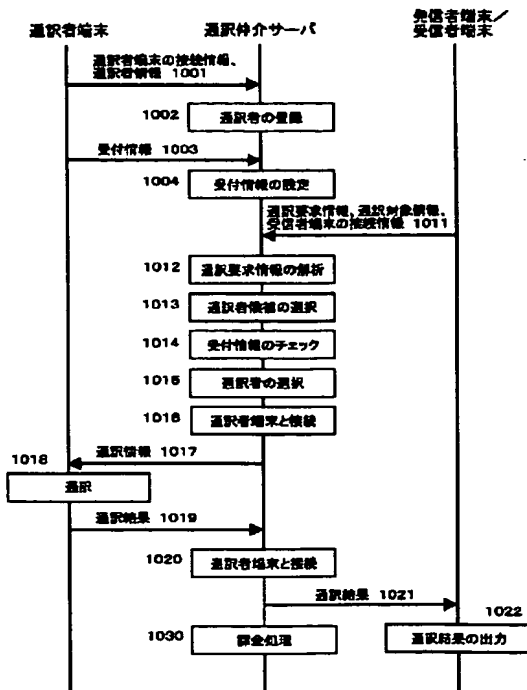 通訳者端末
通訳仲介サーバ
発信者端末/
受信者端末
通訳者端末の接続情報、
通訳者情報 1001
1002
通訳者の登録
受付情報 1003
1004
受付情報の設定
通訳要求情報、通訳対象情報、
受信者端末の接続情報 1011
1012
通訳要求情報の解析
1013
通訳者候補の選択
1014
受付情報のチェック
1015
通訳者の選択
1016
通訳者端末と接続
通訳情報 1017
1018
通訳
通訳結果 1019
1020
通訳者端末と接続
通訳結果 1021
1022
通訳結果の出力
1030
課金処理